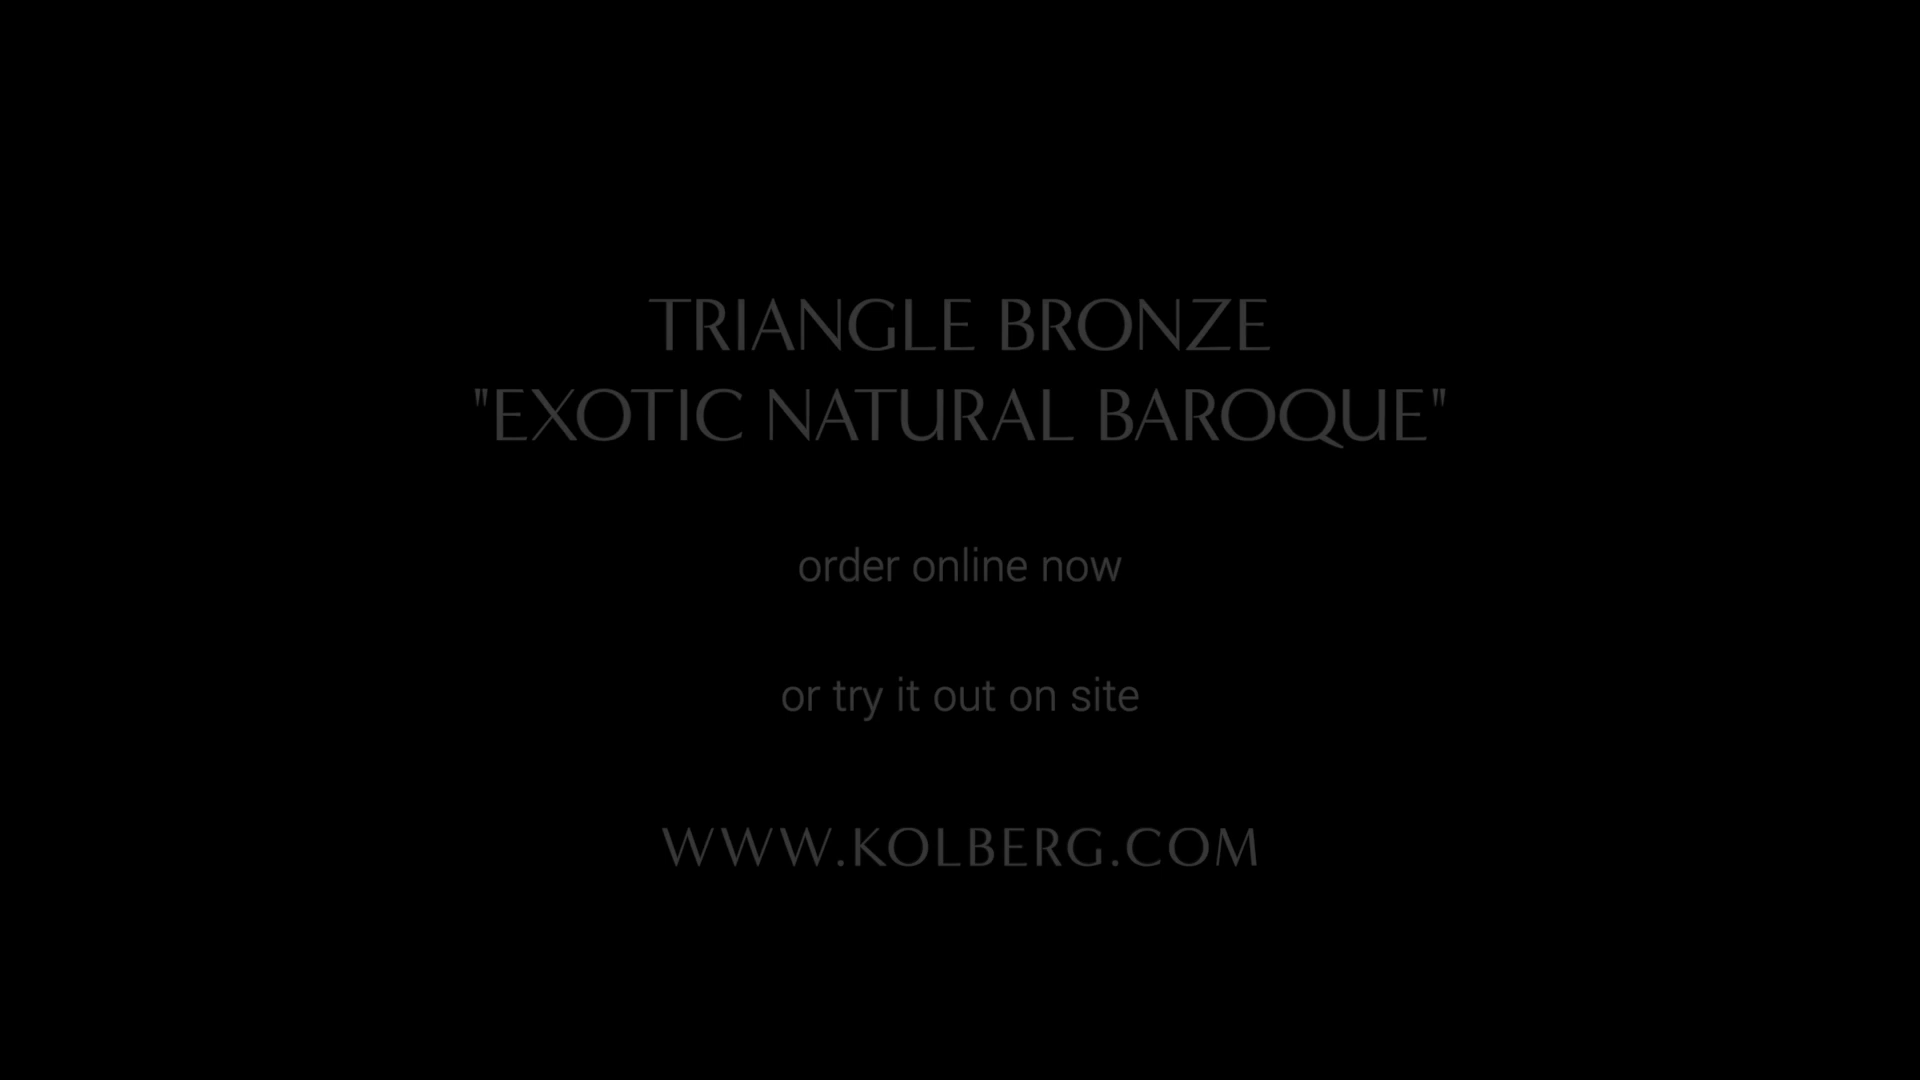 TRIANGLE BRONZE
"EXOTIC NATURAL BAROQUE"
order online now
or try it out on site
WWW.KOLBERG.COM